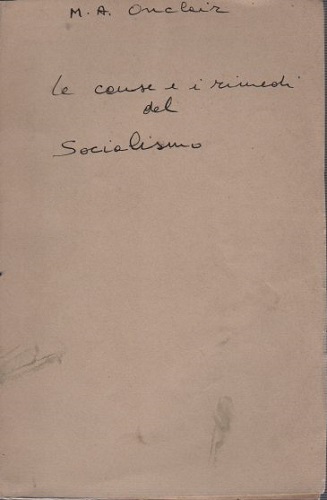 M. A. Onclair
Le cause e i rimedi
del
Socialismo